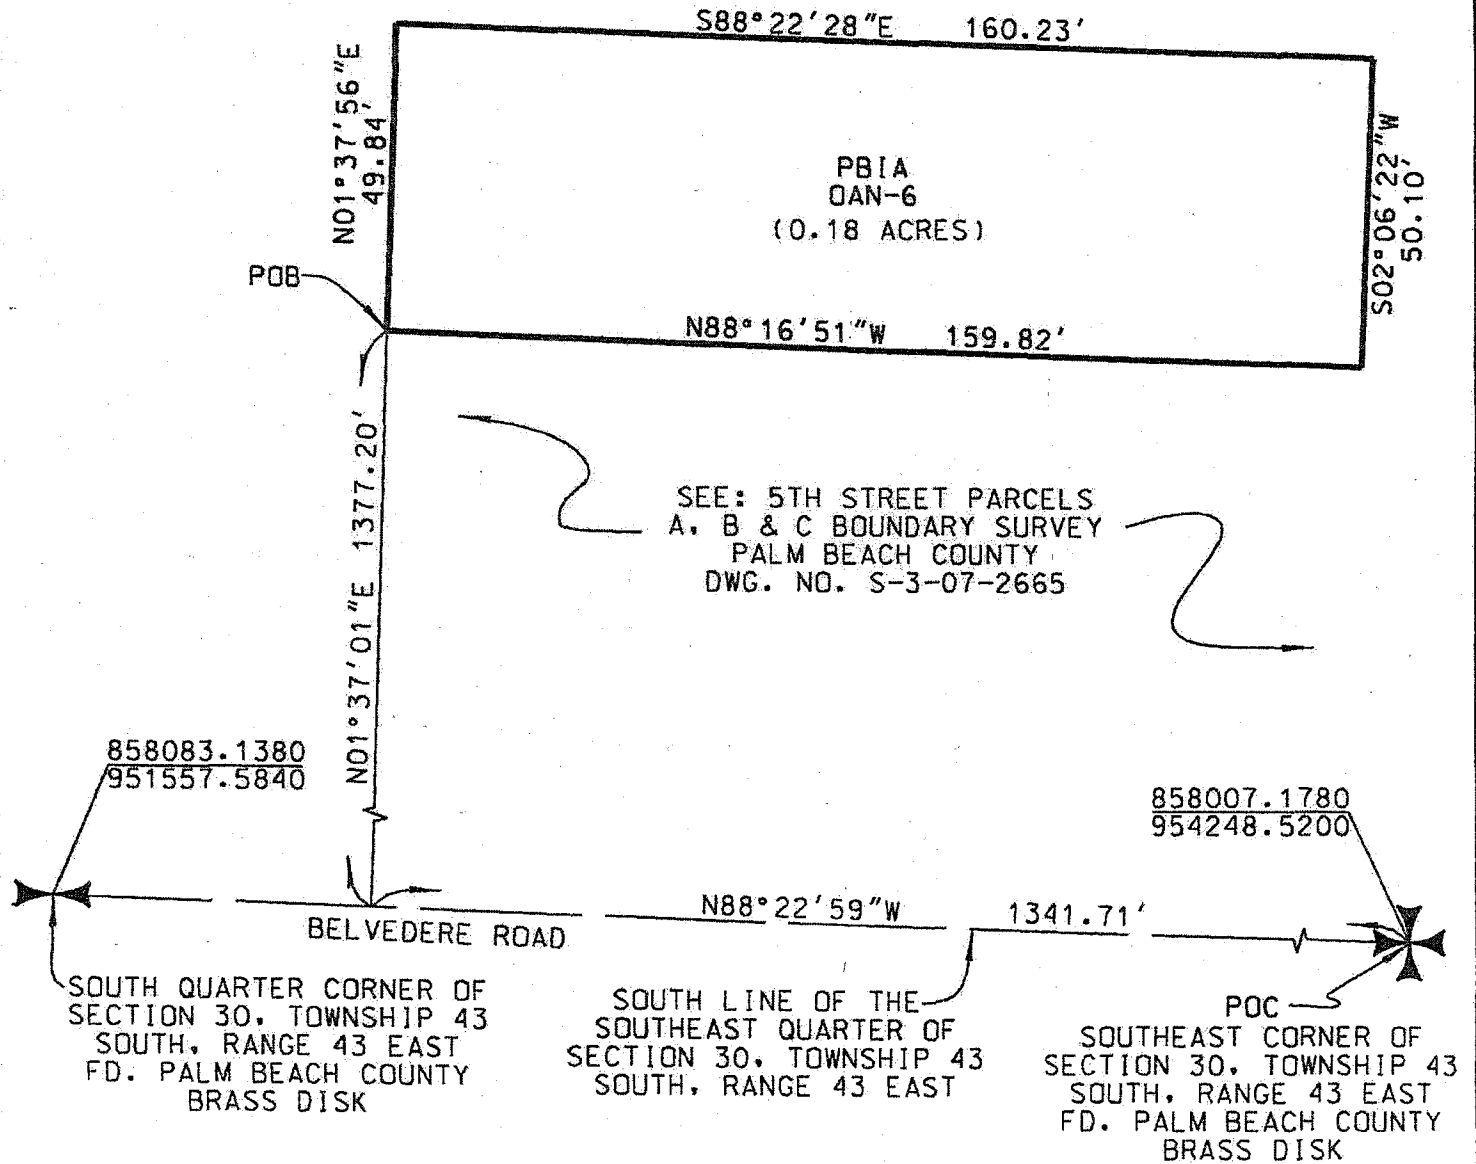 S88°22'28"E 160.23'
N01°37'56"E
49.84'
PBIA
OAN-6
(0.18 ACRES)
S02°06'22"W
50.10'
POB
N88°16'51"W 159.82'
N01°37'01"E 1377.20'
SEE: 5TH STREET PARCELS
A, B & C BOUNDARY SURVEY
PALM BEACH COUNTY
DWG. NO. S-3-07-2665
858083.1380
951557.5840
858007.1780
954248.5200
N88°22'59"W 1341.71'
BELVEDERE ROAD
SOUTH QUARTER CORNER OF
SECTION 30, TOWNSHIP 43
SOUTH, RANGE 43 EAST
FD. PALM BEACH COUNTY
BRASS DISK
SOUTH LINE OF THE
SOUTHEAST QUARTER OF
SECTION 30, TOWNSHIP 43
SOUTH, RANGE 43 EAST
POC
SOUTHEAST CORNER OF
SECTION 30, TOWNSHIP 43
SOUTH, RANGE 43 EAST
FD. PALM BEACH COUNTY
BRASS DISK